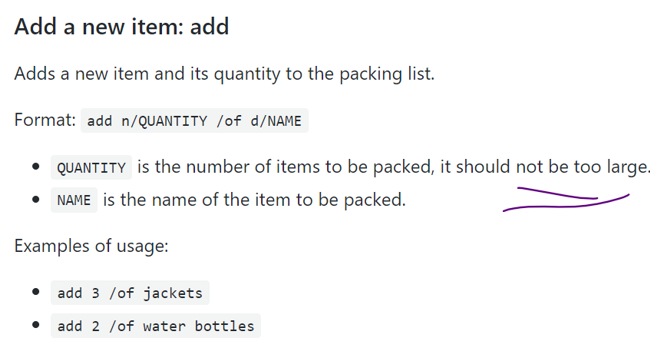 Add a new item: add
Adds a new item and its quantity to the packing list.
Format: add n/QUANTITY /of d/NAME
• QUANTITY is the number of items to be packed, it should not be too large.
• NAME is the name of the item to be packed.
Examples of usage:
• add 3 /of jackets
• add 2 /of water bottles